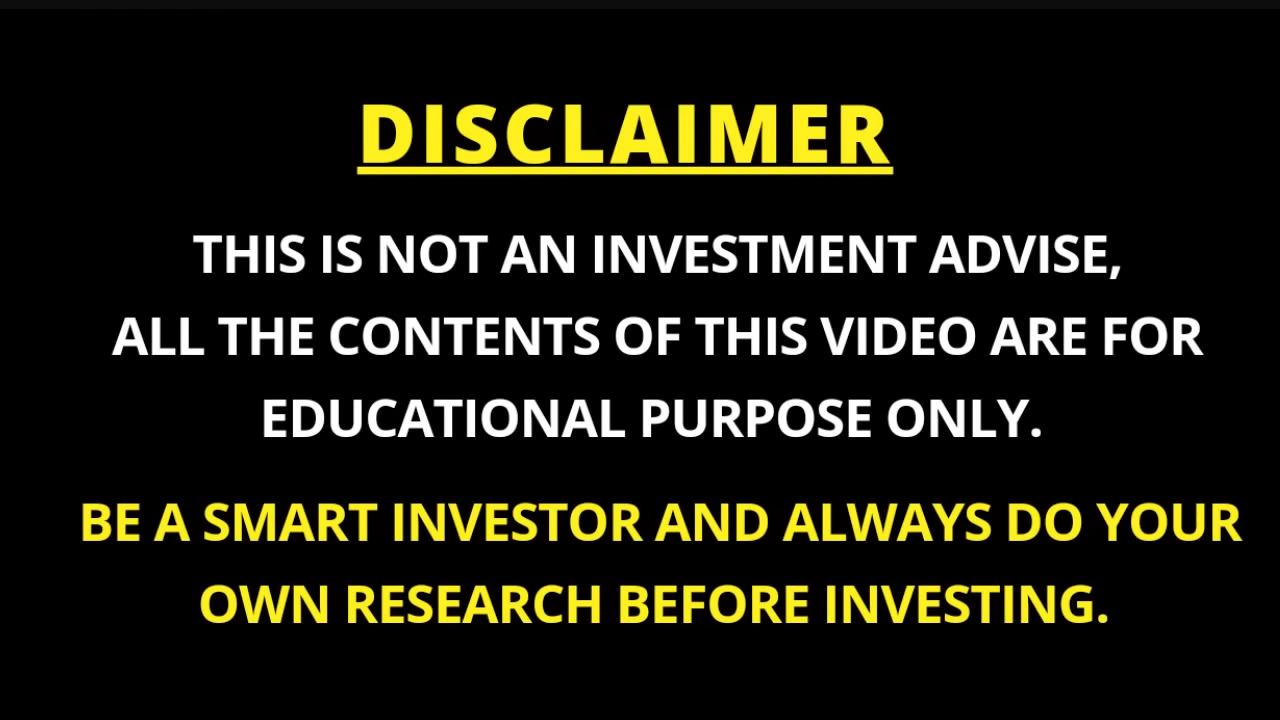 DISCLAIMER
THIS IS NOT AN INVESTMENT ADVISE,
ALL THE CONTENTS OF THIS VIDEO ARE FOR
EDUCATIONAL PURPOSE ONLY.
BE A SMART INVESTOR AND ALWAYS DO YOUR
OWN RESEARCH BEFORE INVESTING.